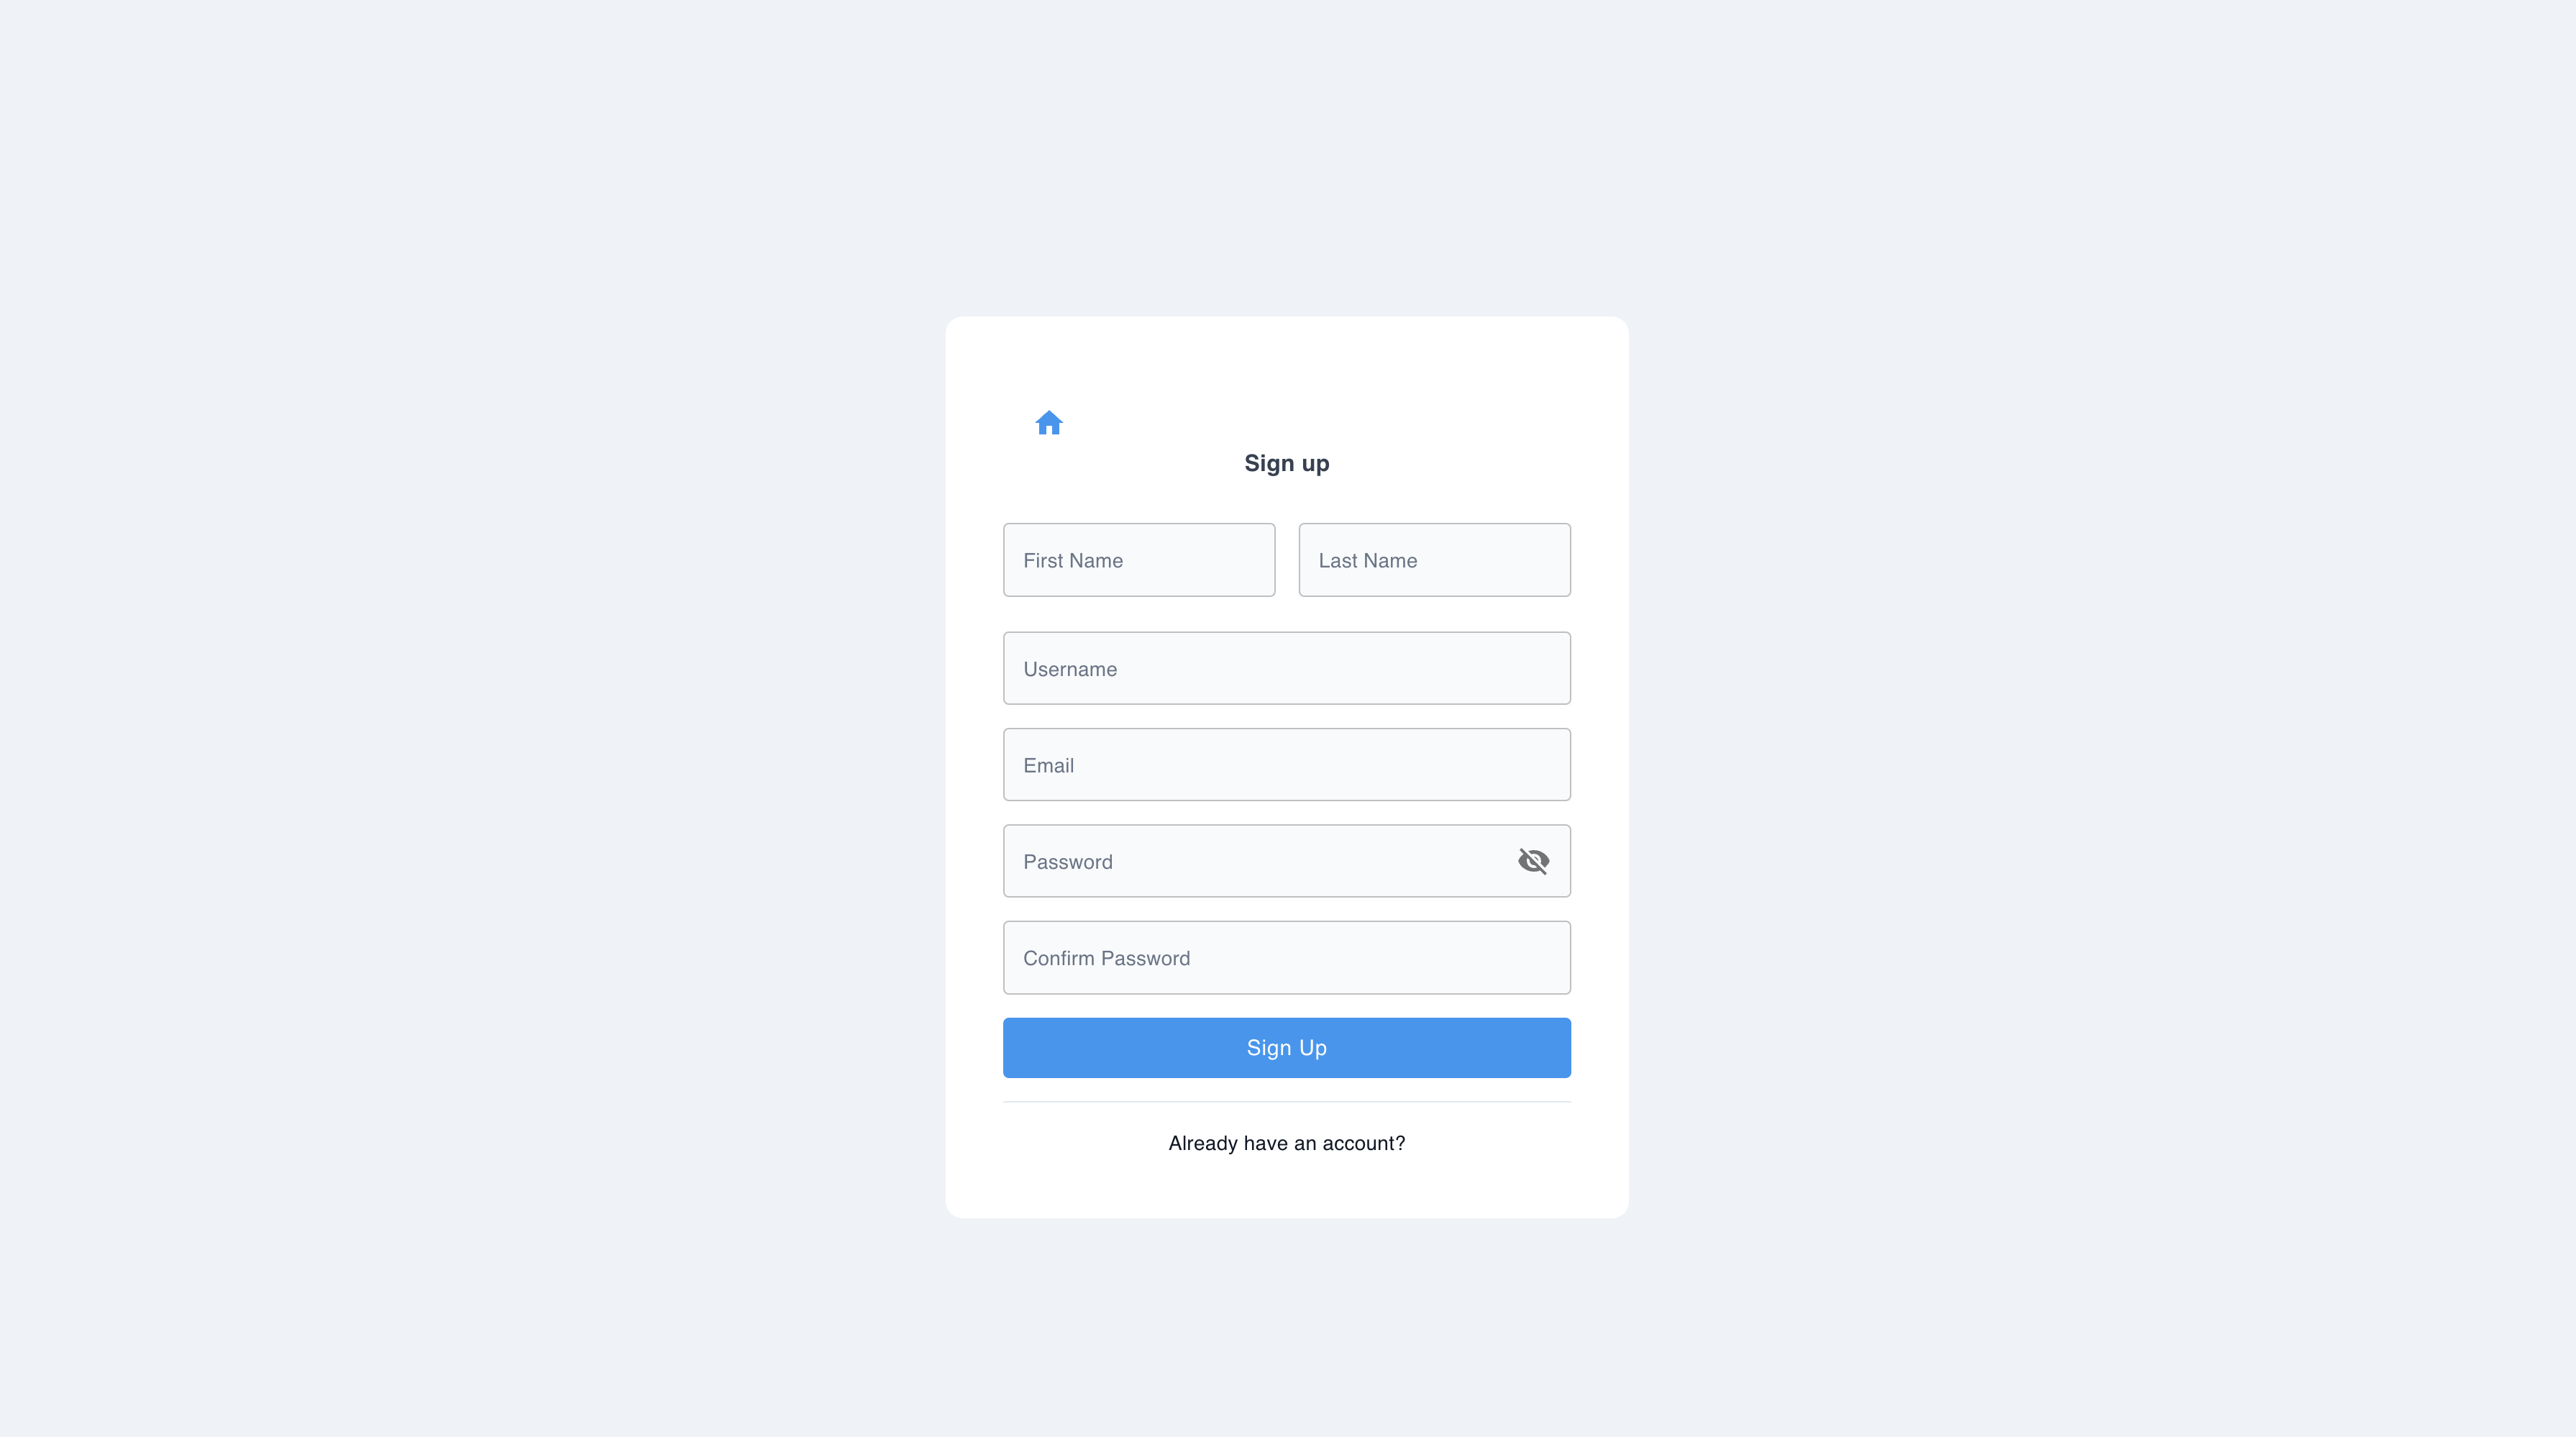 Sign up
First Name Last Name
Username
Email
Password
Confirm Password
Sign Up
Already have an account?